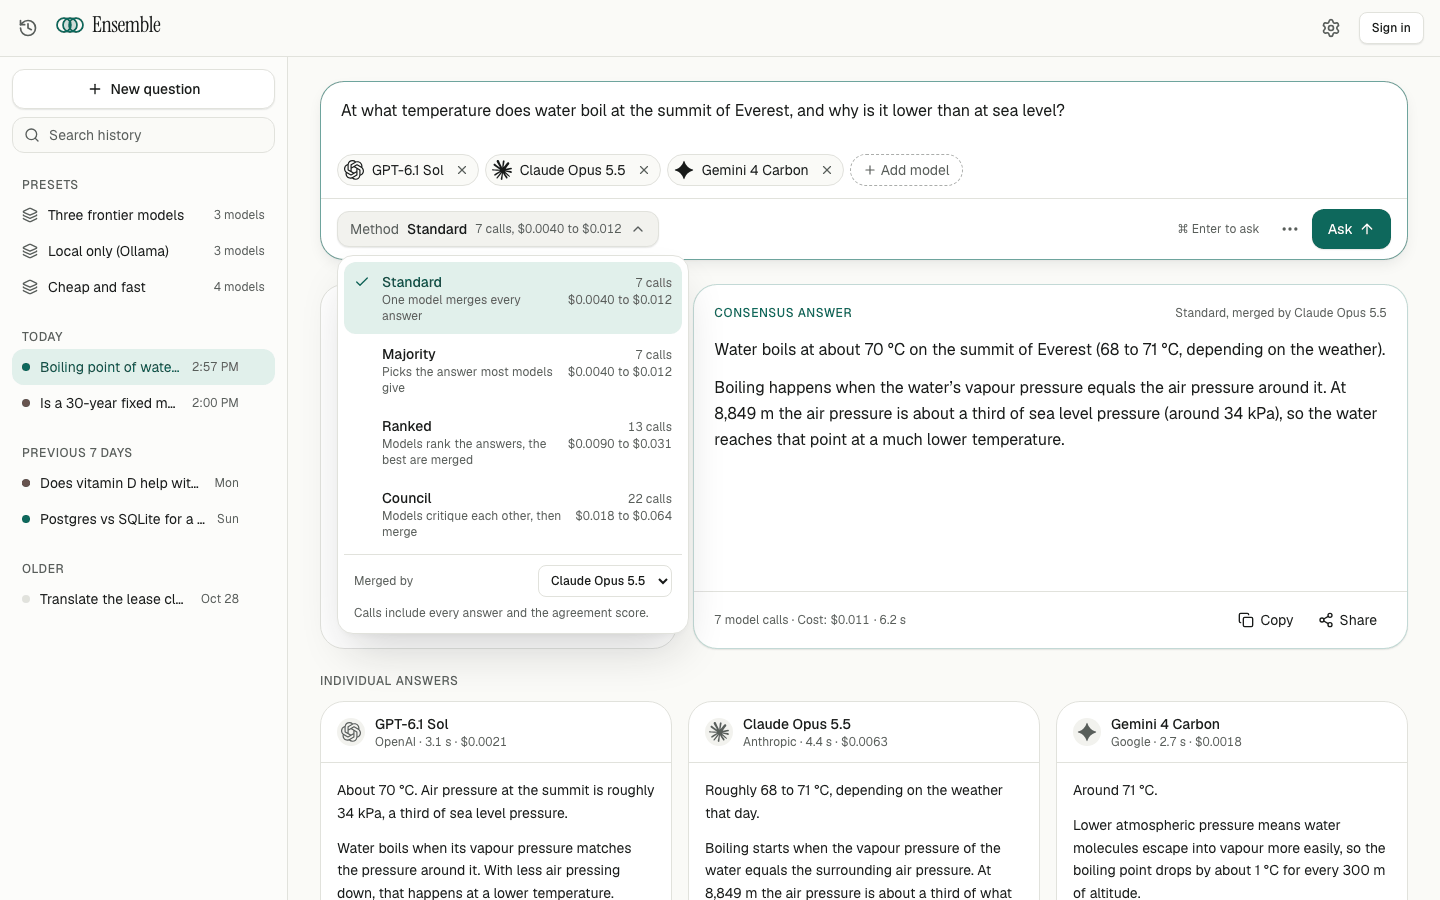 Ensemble
Sign in
New question
Search history
PRESETS
Three frontier models 3 models
Local only (Ollama) 3 models
Cheap and fast 4 models
TODAY
Boiling point of wate... 2:57 PM
Is a 30-year fixed m... 2:00 PM
PREVIOUS 7 DAYS
Does vitamin D help wit... Mon
Postgres vs SQLite for a ... Sun
OLDER
Translate the lease cl... Oct 28
At what temperature does water boil at the summit of Everest, and why is it lower than at sea level?
GPT-6.1 Sol
Claude Opus 5.5
Gemini 4 Carbon
Add model
Method Standard 7 calls, $0.0040 to $0.012
⌘ Enter to ask
Ask
Standard 7 calls
One model merges every $0.0040 to $0.012
answer
Majority 7 calls
Picks the answer most models $0.0040 to $0.012
give
Ranked 13 calls
Models rank the answers, the $0.0090 to $0.031
best are merged
Council 22 calls
Models critique each other, then $0.018 to $0.064
merge
Merged by Claude Opus 5.5
Calls include every answer and the agreement score.
CONSENSUS ANSWER
Standard, merged by Claude Opus 5.5
Water boils at about 70 °C on the summit of Everest (68 to 71 °C, depending on the weather).
Boiling happens when the water’s vapour pressure equals the air pressure around it. At
8,849 m the air pressure is about a third of sea level pressure (around 34 kPa), so the water
reaches that point at a much lower temperature.
7 model calls · Cost: $0.011 · 6.2 s
Copy
Share
INDIVIDUAL ANSWERS
GPT-6.1 Sol
OpenAI · 3.1 s · $0.0021
About 70 °C. Air pressure at the summit is roughly
34 kPa, a third of sea level pressure.
Water boils when its vapour pressure matches
the pressure around it. With less air pressing
down, that happens at a lower temperature.
Claude Opus 5.5
Anthropic · 4.4 s · $0.0063
Roughly 68 to 71 °C, depending on the weather
that day.
Boiling starts when the vapour pressure of the
water equals the surrounding air pressure. At
8,849 m the air pressure is about a third of what
Gemini 4 Carbon
Google · 2.7 s · $0.0018
Around 71 °C.
Lower atmospheric pressure means water
molecules escape into vapour more easily, so the
boiling point drops by about 1 °C for every 300 m
of altitude.